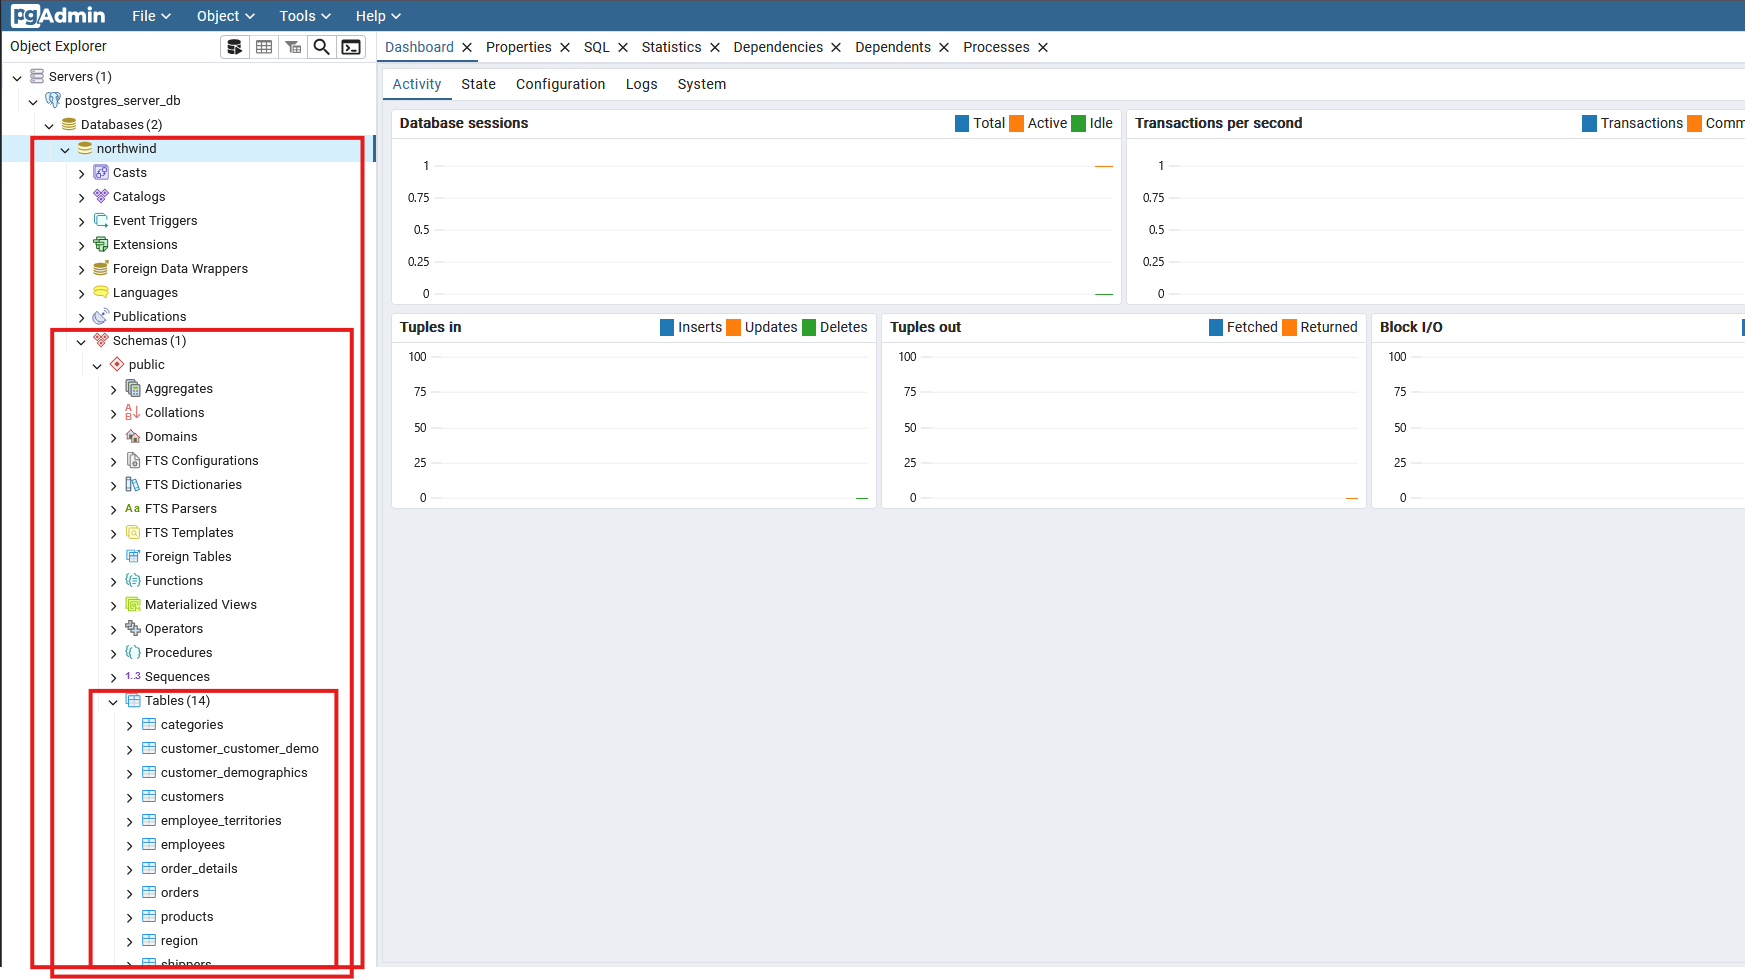 pgAdmin File Object Tools Help
Object Explorer
Dashboard Properties SQL Statistics Dependencies Dependents Processes
Servers (1)
postgres_server_db
Databases (2)
northwind
Casts
Catalogs
Event Triggers
Extensions
Foreign Data Wrappers
Languages
Publications
Schemas (1)
public
Aggregates
Collations
Domains
FTS Configurations
FTS Dictionaries
Aa FTS Parsers
FTS Templates
Foreign Tables
Functions
Materialized Views
Operators
Procedures
1..3 Sequences
Tables (14)
categories
customer_customer_demo
customer_demographics
customers
employee_territories
employees
order_details
orders
products
region
shippers
Activity State Configuration Logs System
Database sessions Total Active Idle
1
0.75
0.5
0.25
0
Transactions per second Transactions Comm
1
0.75
0.5
0.25
0
Tuples in Inserts Updates Deletes
100
75
50
25
0
Tuples out Fetched Returned
100
75
50
25
0
Block I/O
100
75
50
25
0